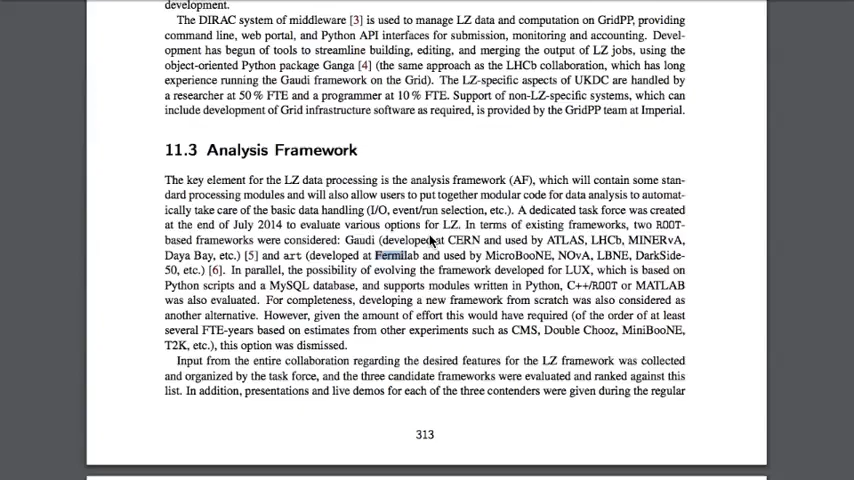 development.
The DIRAC system of middleware [3] is used to manage LZ data and computation on GridPP, providing
command line, web portal, and Python API interfaces for submission, monitoring and accounting. Devel-
opment has begun of tools to streamline building, editing, and merging the output of LZ jobs, using the
object-oriented Python package Ganga [4] (the same approach as the LHCb collaboration, which has long
experience running the Gaudi framework on the Grid). The LZ-specific aspects of UKDC are handled by
a researcher at 50 % FTE and a programmer at 10 % FTE. Support of non-LZ-specific systems, which can
include development of Grid infrastructure software as required, is provided by the GridPP team at Imperial.
11.3 Analysis Framework
The key element for the LZ data processing is the analysis framework (AF), which will contain some stan-
dard processing modules and will also allow users to put together modular code for data analysis to automat-
ically take care of the basic data handling (I/O, event/run selection, etc.). A dedicated task force was created
at the end of July 2014 to evaluate various options for LZ. In terms of existing frameworks, two ROOT-
based frameworks were considered: Gaudi (developed at CERN and used by ATLAS, LHCb, MINERvA,
Daya Bay, etc.) [5] and art (developed at Fermilab and used by MicroBooNE, NOvA, LBNE, DarkSide-
50, etc.) [6]. In parallel, the possibility of evolving the framework developed for LUX, which is based on
Python scripts and a MySQL database, and supports modules written in Python, C++/ROOT or MATLAB
was also evaluated. For completeness, developing a new framework from scratch was also considered as
another alternative. However, given the amount of effort this would have required (of the order of at least
several FTE-years based on estimates from other experiments such as CMS, Double Chooz, MiniBooNE,
T2K, etc.), this option was dismissed.
Input from the entire collaboration regarding the desired features for the LZ framework was collected
and organized by the task force, and the three candidate frameworks were evaluated and ranked against this
list. In addition, presentations and live demos for each of the three contenders were given during the regular
313